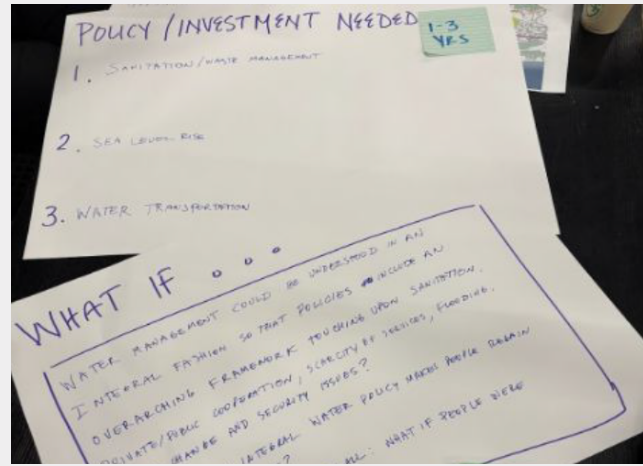 POLICY / INVESTMENT NEEDED
1-3
YRS
1. SANITATION/WASTE MANAGEMENT
2. SEA LEVEL RISE
3. WATER TRANSPORTATION
WHAT IF ...
WATER MANAGEMENT COULD BE UNDERSTOOD IN AN
INTEGRAL FASHION SO THAT POLICIES INCLUDE AN
OVERARCHING FRAMEWORK TOUCHING UPON SANITATION,
PRIVATE/PUBLIC COOPERATION, SCARCITY OF SERVICES, FLOODING,
CHANGE AND SECURITY ISSUES?
INTEGRAL WATER POLICY MAKES PEOPLE REGAIN
?
ALL: WHAT IF PEOPLE WERE